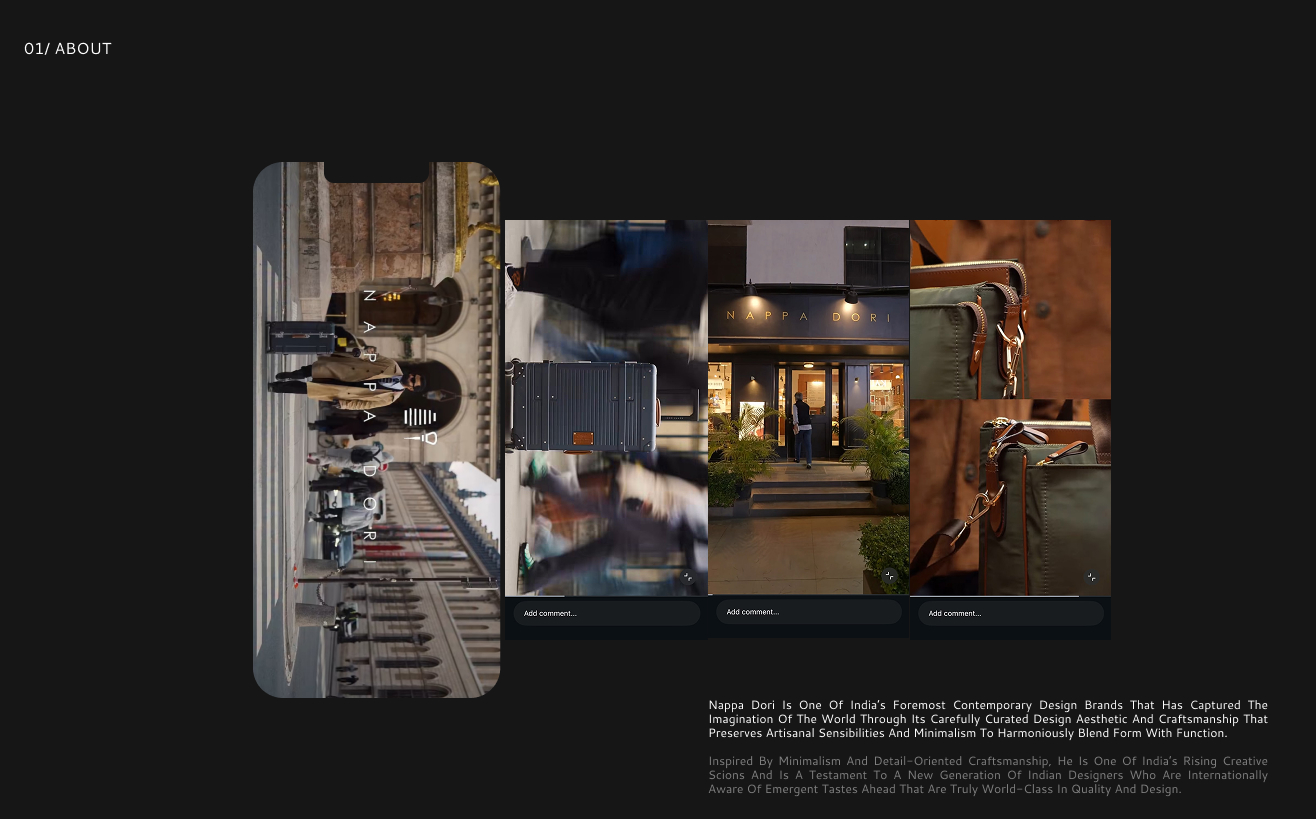 01/ ABOUT
NAPPA DORI
NAPPA DORI
Add comment...
Add comment...
Add comment...
Nappa Dori Is One Of India's Foremost Contemporary Design Brands That Has Captured The
Imagination Of The World Through Its Carefully Curated Design Aesthetic And Craftsmanship That
Preserves Artisanal Sensibilities And Minimalism To Harmoniously Blend Form With Function.
Inspired By Minimalism And Detail-Oriented Craftsmanship, He Is One Of India's Rising Creative
Scions And Is A Testament To A New Generation Of Indian Designers Who Are Internationally
Aware Of Emergent Tastes Ahead That Are Truly World-Class In Quality And Design.